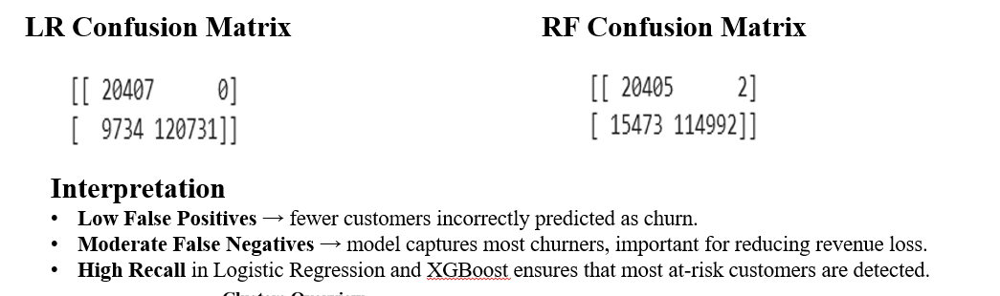 LR Confusion Matrix
RF Confusion Matrix
[[ 20407 0]
[ 9734 120731]]
[[ 20405 2]
[ 15473 114992]]
Interpretation
• Low False Positives → fewer customers incorrectly predicted as churn.
• Moderate False Negatives → model captures most churners, important for reducing revenue loss.
• High Recall in Logistic Regression and XGBoost ensures that most at-risk customers are detected.